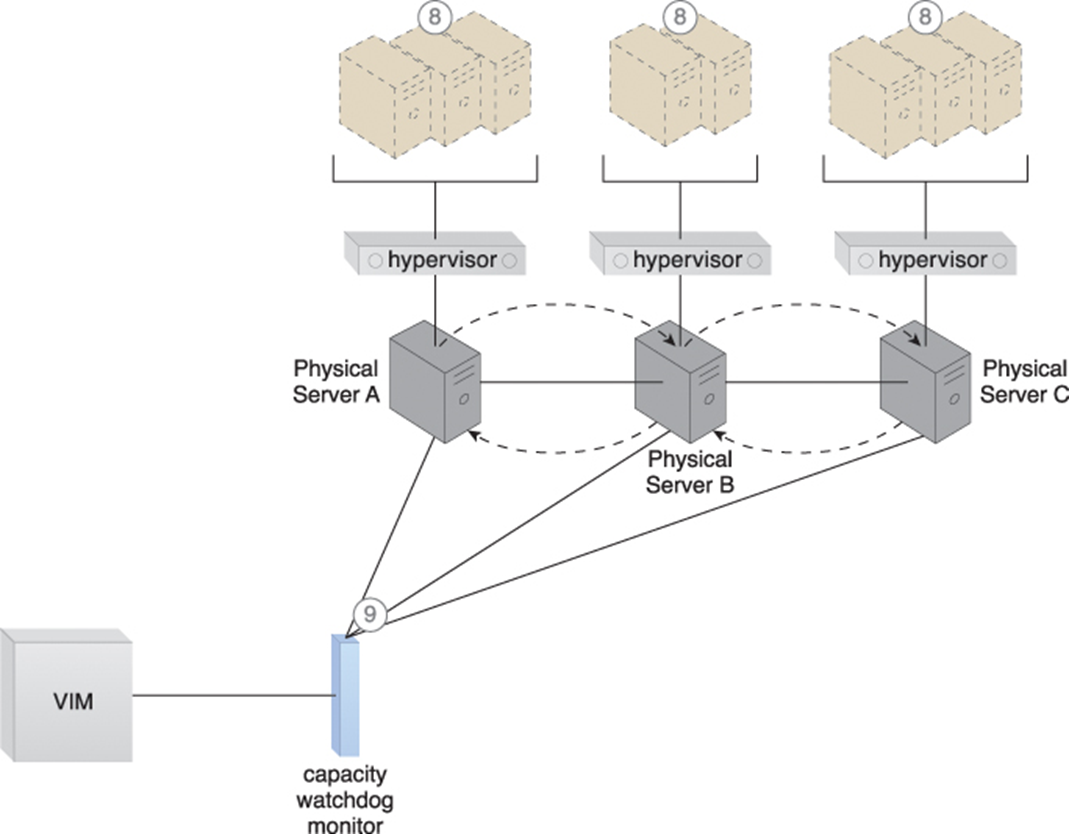 8
8
8
hypervisor
hypervisor
hypervisor
Physical
Server A
Physical
Server B
Physical
Server C
9
VIM
capacity
watchdog
monitor